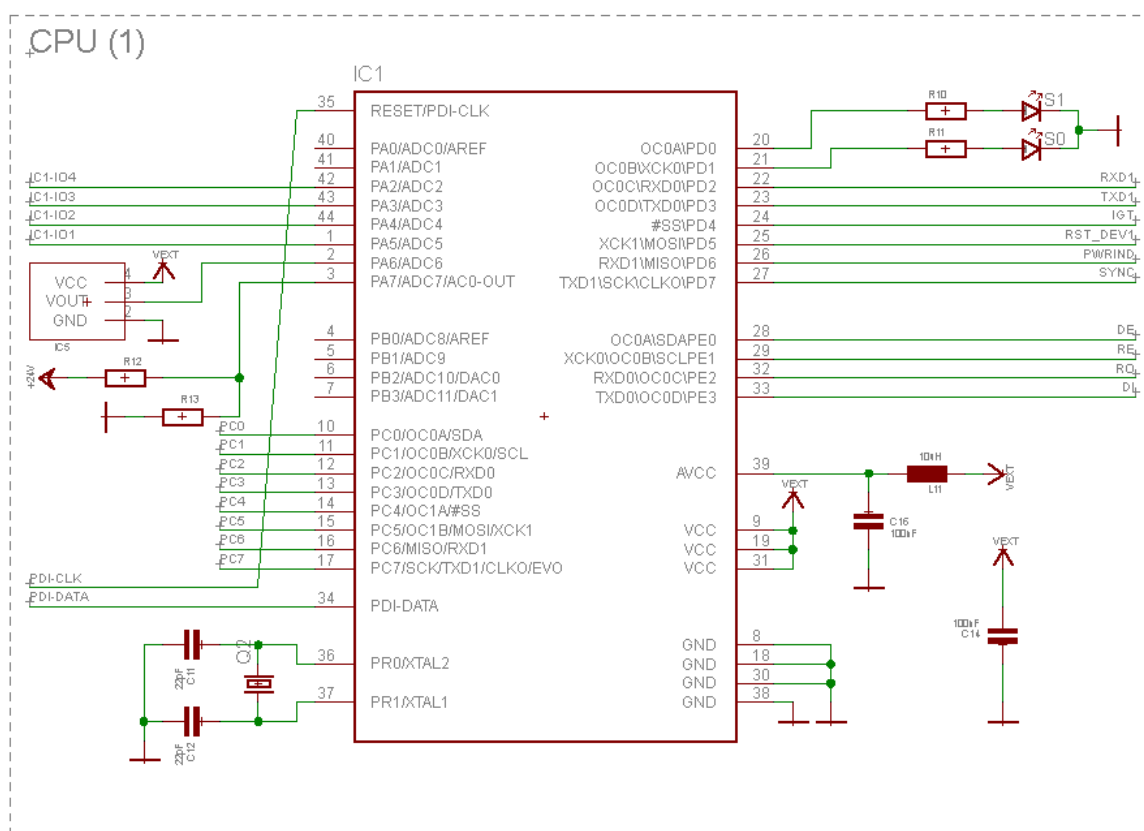 CPU (1)
IC1
35 RESET/PDI-CLK
40 PA0/ADC0/AREF
41 PA1/ADC1
IC1-IO4 42 PA2/ADC2
IC1-IO3 43 PA3/ADC3
IC1-IO2 44 PA4/ADC4
IC1-IO1 1 PA5/ADC5
2 PA6/ADC6
3 PA7/ADC7/AC0-OUT
VEXT
VCC 4
VOUT 3
GND 2
IC5
4 PB0/ADC8/AREF
5 PB1/ADC9
6 PB2/ADC10/DAC0
7 PB3/ADC11/DAC1
+24V
R12
R13
PC0 10 PC0/OC0A/SDA
PC1 11 PC1/OC0B/XCK0/SCL
PC2 12 PC2/OC0C/RXD0
PC3 13 PC3/OC0D/TXD0
PC4 14 PC4/OC1A/#SS
PC5 15 PC5/OC1B/MOSI/XCK1
PC6 16 PC6/MISO/RXD1
PC7 17 PC7/SCK/TXD1/CLKO/EVO
PDI-CLK
PDI-DATA 34 PDI-DATA
36 PR0/XTAL2
37 PR1/XTAL1
22pF C11
Q2
22pF C12
R10 S1
R11 S0
OC0A\PD0 20
OC0B\XCK0\PD1 21
OC0C\RXD0\PD2 22 RXD1
OC0D\TXD0\PD3 23 TXD1
#SS\PD4 24 IGT
XCK1\MOSI\PD5 25 RST_DEV1
RXD1\MISO\PD6 26 PWRIND
TXD1\SCK\CLKO\PD7 27 SYNC
OC0A\SDAPE0 28 DE
XCK0\OC0B\SCLPE1 29 RE
RXD0\OC0C\PE2 32 RO
TXD0\OC0D\PE3 33 DI
AVCC 39
10uH
L11
VEXT
VEXT
C16
100nF
VCC 9
VCC 19
VCC 31
VEXT
100nF
C14
GND 8
GND 18
GND 30
GND 38